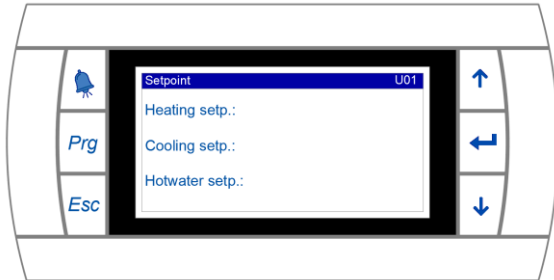 Setpoint U01
Heating setp.:
Prg
Cooling setp.:
Hotwater setp.:
Esc